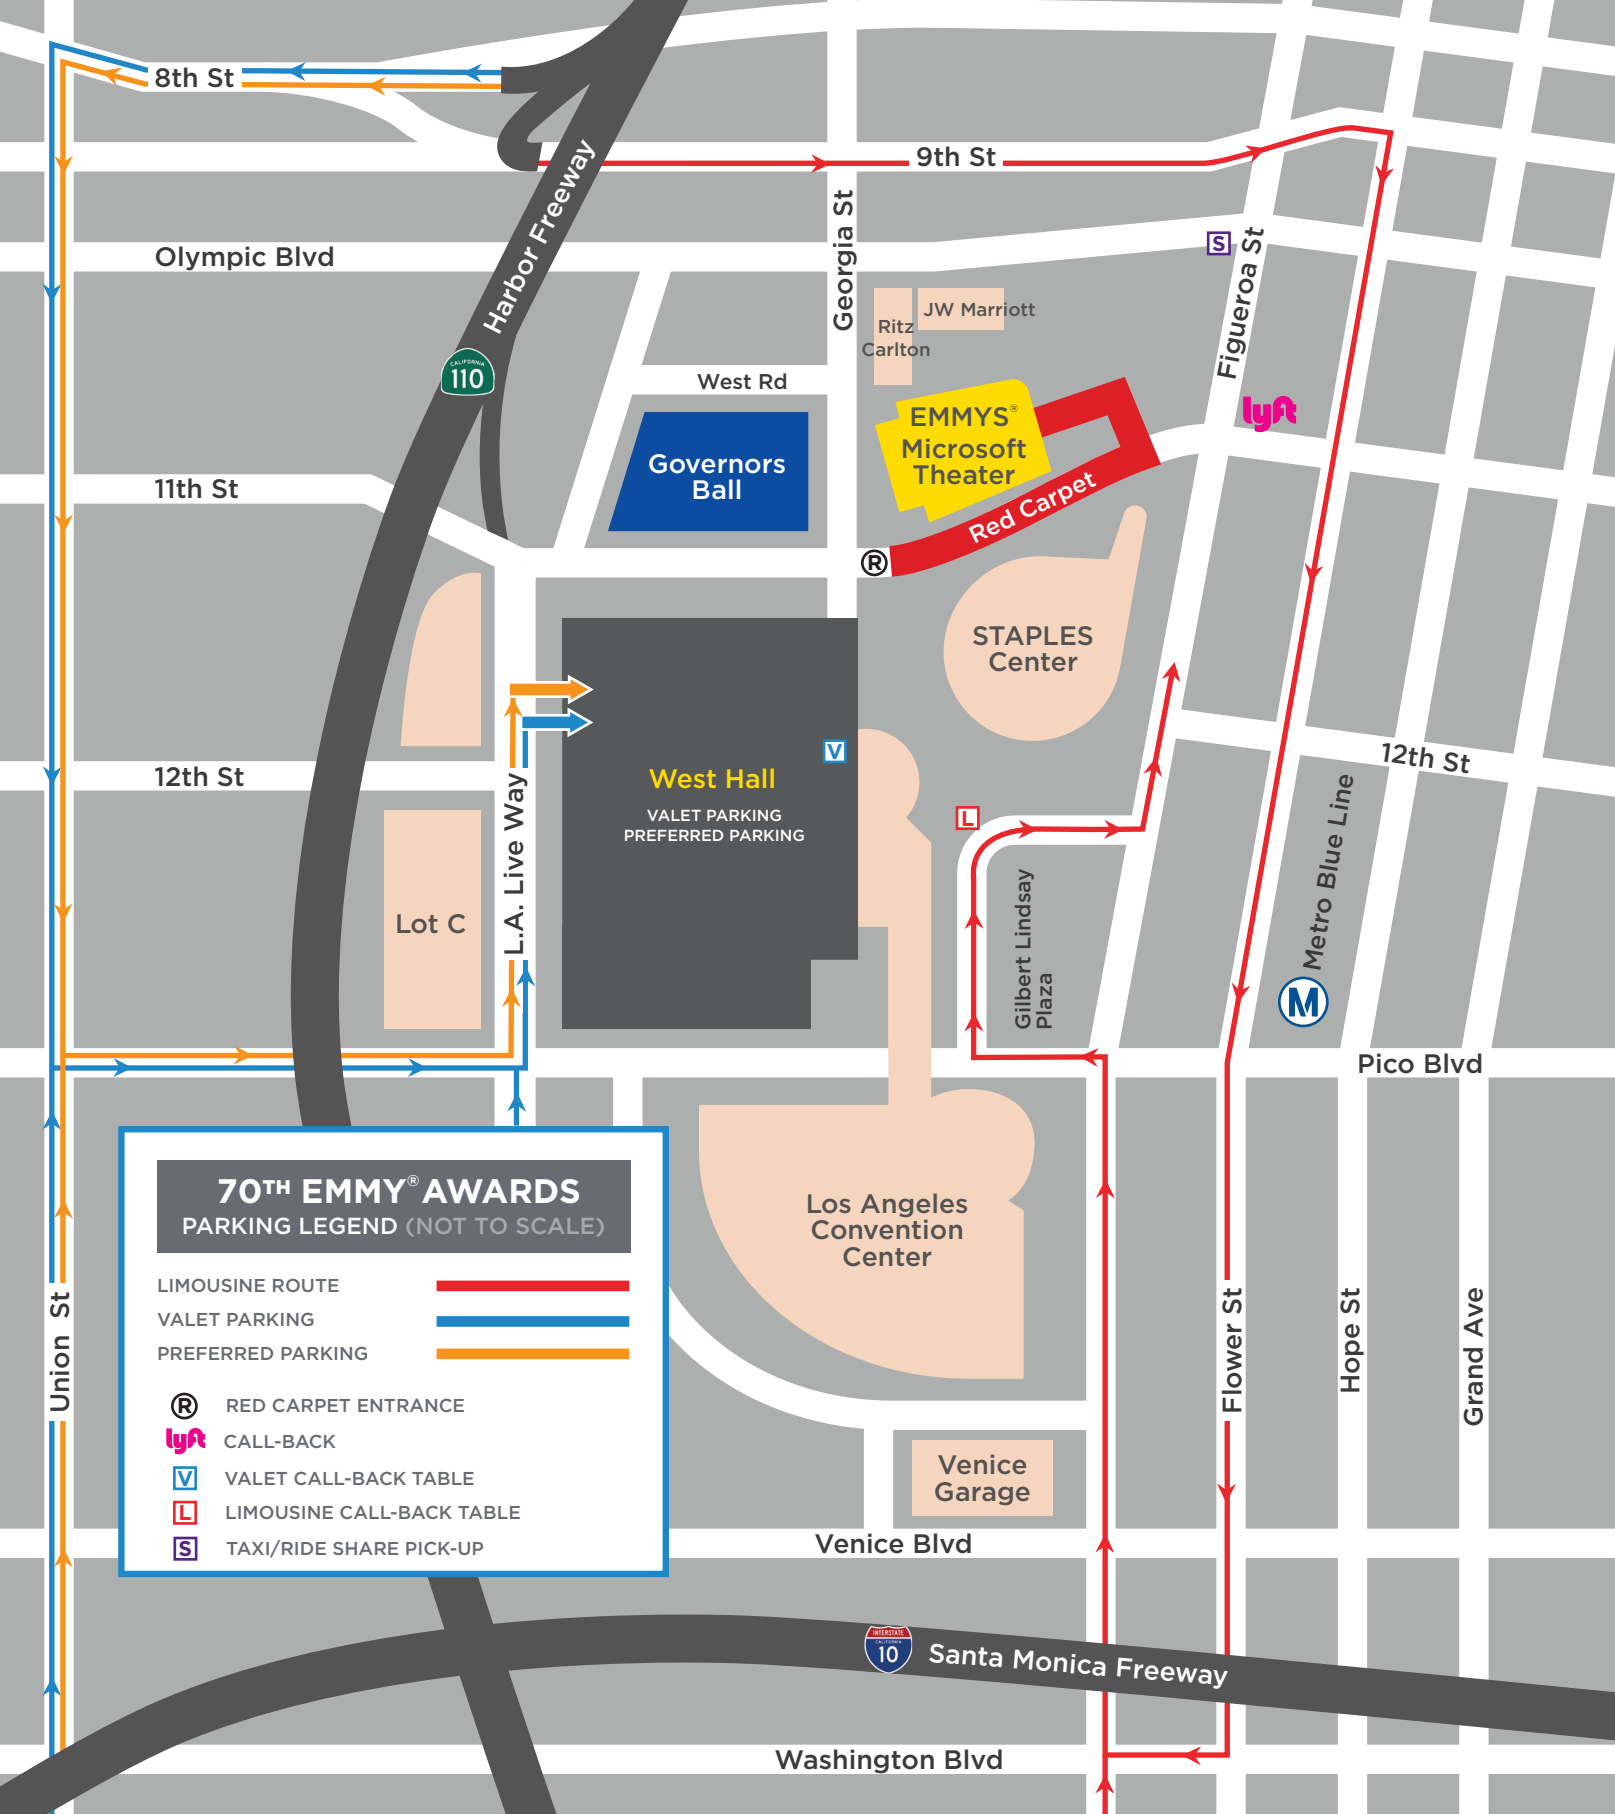 8th St
9th St
Harbor Freeway
Georgia St
Olympic Blvd
S
Figueroa St
JW Marriott
Ritz
Carlton
CALIFORNIA
110
West Rd
lyft
EMMYS®
Microsoft
Theater
Governors
Ball
11th St
Red Carpet
R
STAPLES
Center
12th St
V
West Hall
VALET PARKING
PREFERRED PARKING
L.A. Live Way
12th St
Metro Blue Line
L
Gilbert Lindsay
Plaza
Lot C
M
Pico Blvd
70TH EMMY® AWARDS
PARKING LEGEND (NOT TO SCALE)
LIMOUSINE ROUTE
VALET PARKING
PREFERRED PARKING
R RED CARPET ENTRANCE
lyft CALL-BACK
V VALET CALL-BACK TABLE
L LIMOUSINE CALL-BACK TABLE
S TAXI/RIDE SHARE PICK-UP
Union St
Los Angeles
Convention
Center
Flower St
Hope St
Grand Ave
Venice
Garage
Venice Blvd
INTERSTATE
CALIFORNIA
10
Santa Monica Freeway
Washington Blvd